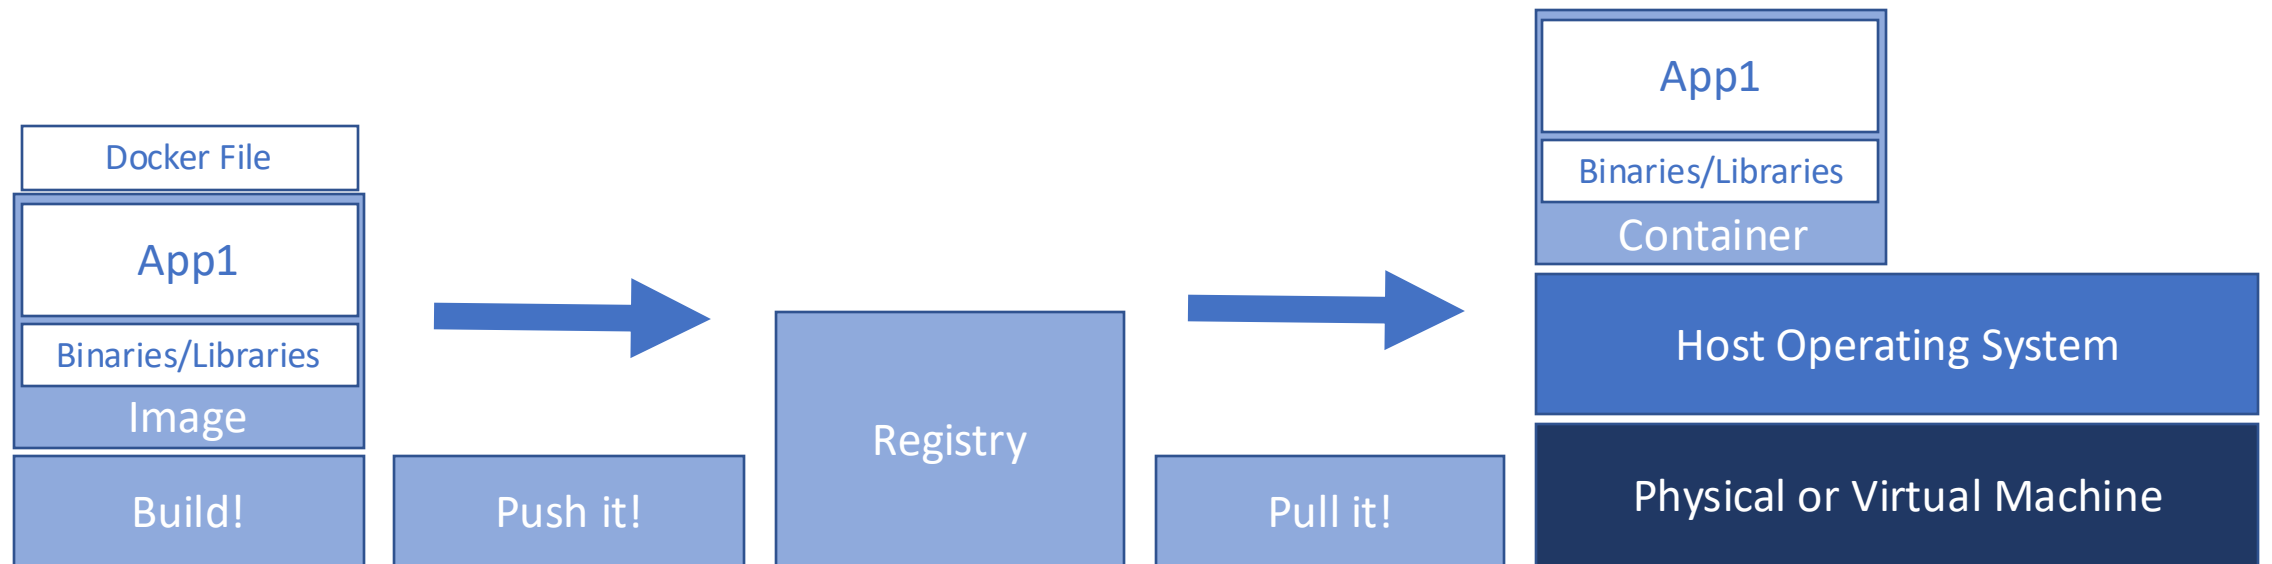 Docker File
App1
Binaries/Libraries
Image
Build!
Push it!
Registry
Pull it!
App1
Binaries/Libraries
Container
Host Operating System
Physical or Virtual Machine